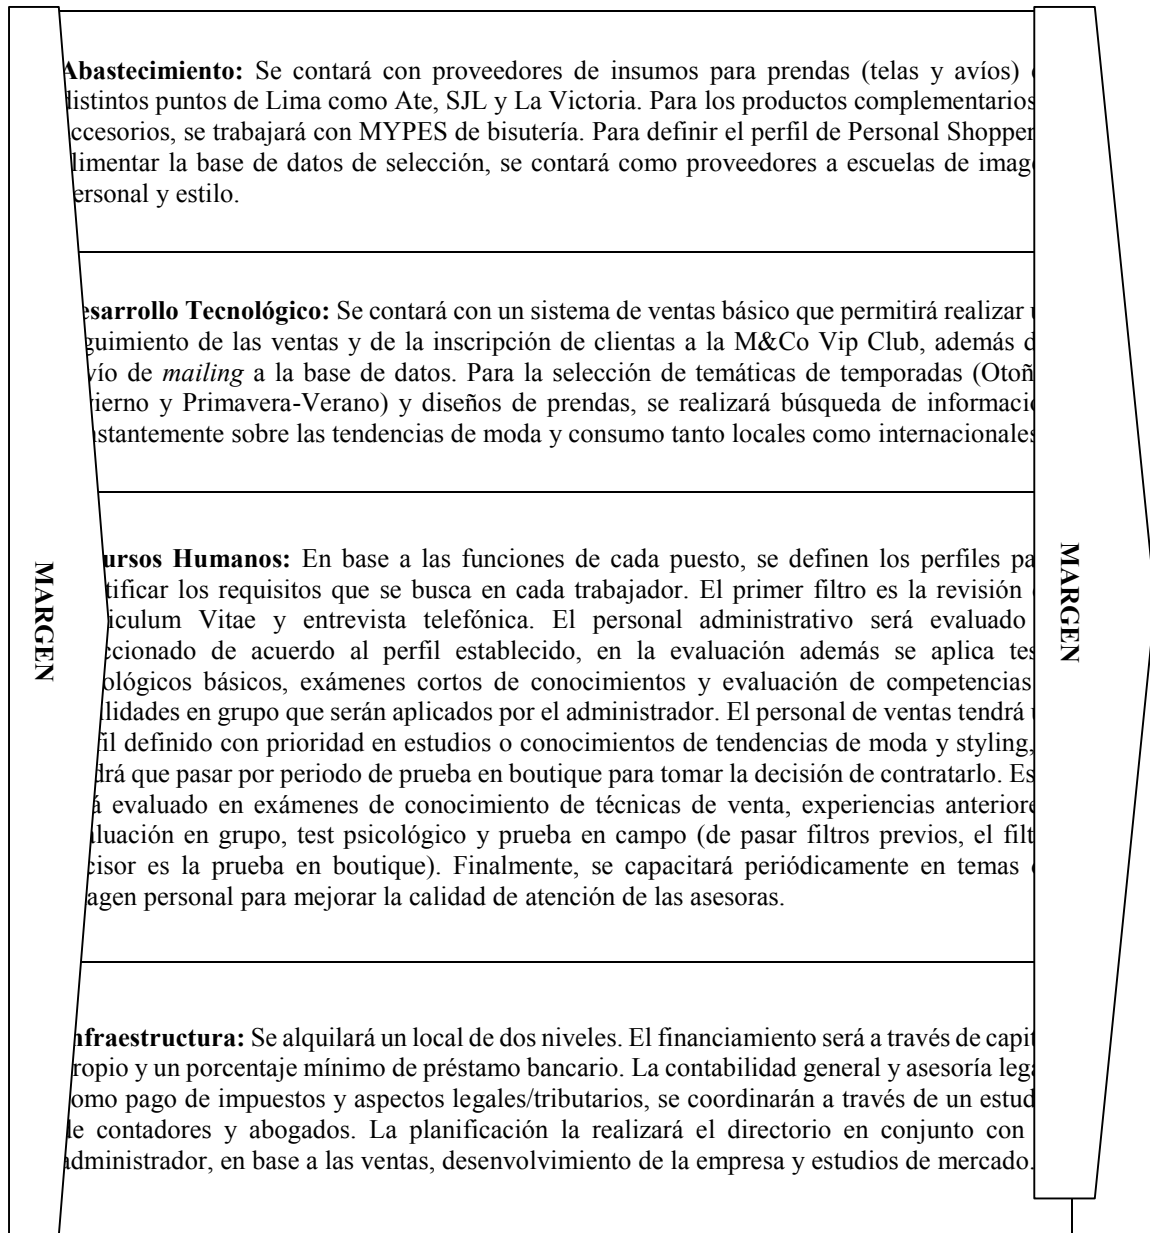 Abastecimiento: Se contará con proveedores de insumos para prendas (telas y avíos)
distintos puntos de Lima como Ate, SJL y La Victoria. Para los productos complementarios
ccesorios, se trabajará con MYPES de bisutería. Para definir el perfil de Personal Shopper
limentar la base de datos de selección, se contará como proveedores a escuelas de imag
ersonal y estilo.
esarrollo Tecnológico: Se contará con un sistema de ventas básico que permitirá realizar
guimiento de las ventas y de la inscripción de clientas a la M&Co Vip Club, además d
vío de mailing a la base de datos. Para la selección de temáticas de temporadas (Otoñ
vierno y Primavera-Verano) y diseños de prendas, se realizará búsqueda de informació
nstantemente sobre las tendencias de moda y consumo tanto locales como internacionales
MARGEN
MARGEN
ursos Humanos: En base a las funciones de cada puesto, se definen los perfiles pa
tificar los requisitos que se busca en cada trabajador. El primer filtro es la revisión
iculum Vitae y entrevista telefónica. El personal administrativo será evaluado
ccionado de acuerdo al perfil establecido, en la evaluación además se aplica tes
ológicos básicos, exámenes cortos de conocimientos y evaluación de competencias
ilidades en grupo que serán aplicados por el administrador. El personal de ventas tendrá
fil definido con prioridad en estudios o conocimientos de tendencias de moda y styling,
drá que pasar por periodo de prueba en boutique para tomar la decisión de contratarlo. Es
á evaluado en exámenes de conocimiento de técnicas de venta, experiencias anteriore
aluación en grupo, test psicológico y prueba en campo (de pasar filtros previos, el filt
cisor es la prueba en boutique). Finalmente, se capacitará periódicamente en temas
agen personal para mejorar la calidad de atención de las asesoras.
nfraestructura: Se alquilará un local de dos niveles. El financiamiento será a través de capit
ropio y un porcentaje mínimo de préstamo bancario. La contabilidad general y asesoría lega
omo pago de impuestos y aspectos legales/tributarios, se coordinarán a través de un estud
de contadores y abogados. La planificación la realizará el directorio en conjunto con
administrador, en base a las ventas, desenvolvimiento de la empresa y estudios de mercado.